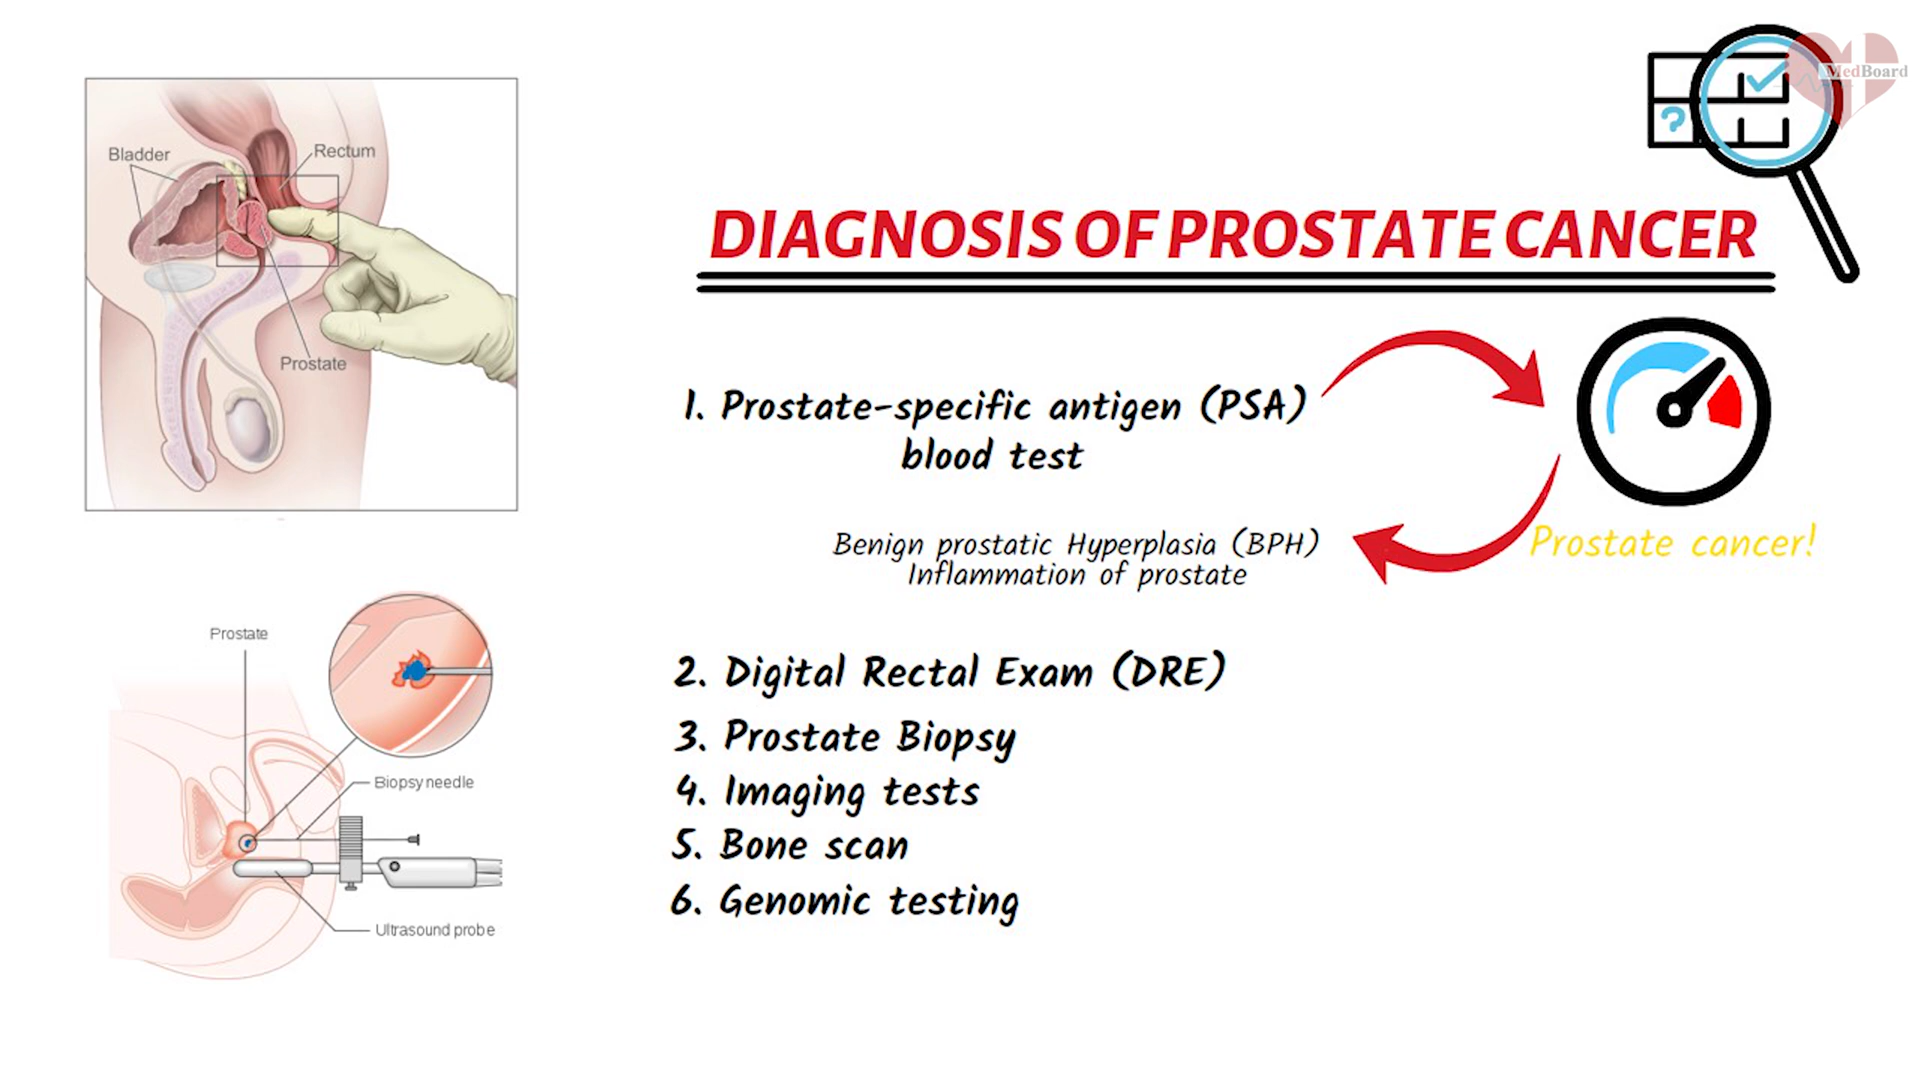 MedBoard
DIAGNOSIS OF PROSTATE CANCER
Bladder
Rectum
Prostate
1. Prostate-specific antigen (PSA)
blood test
Prostate cancer!
Benign prostatic Hyperplasia (BPH)
Inflammation of prostate
2. Digital Rectal Exam (DRE)
3. Prostate Biopsy
4. Imaging tests
5. Bone scan
6. Genomic testing
Prostate
Biopsy needle
Ultrasound probe
?